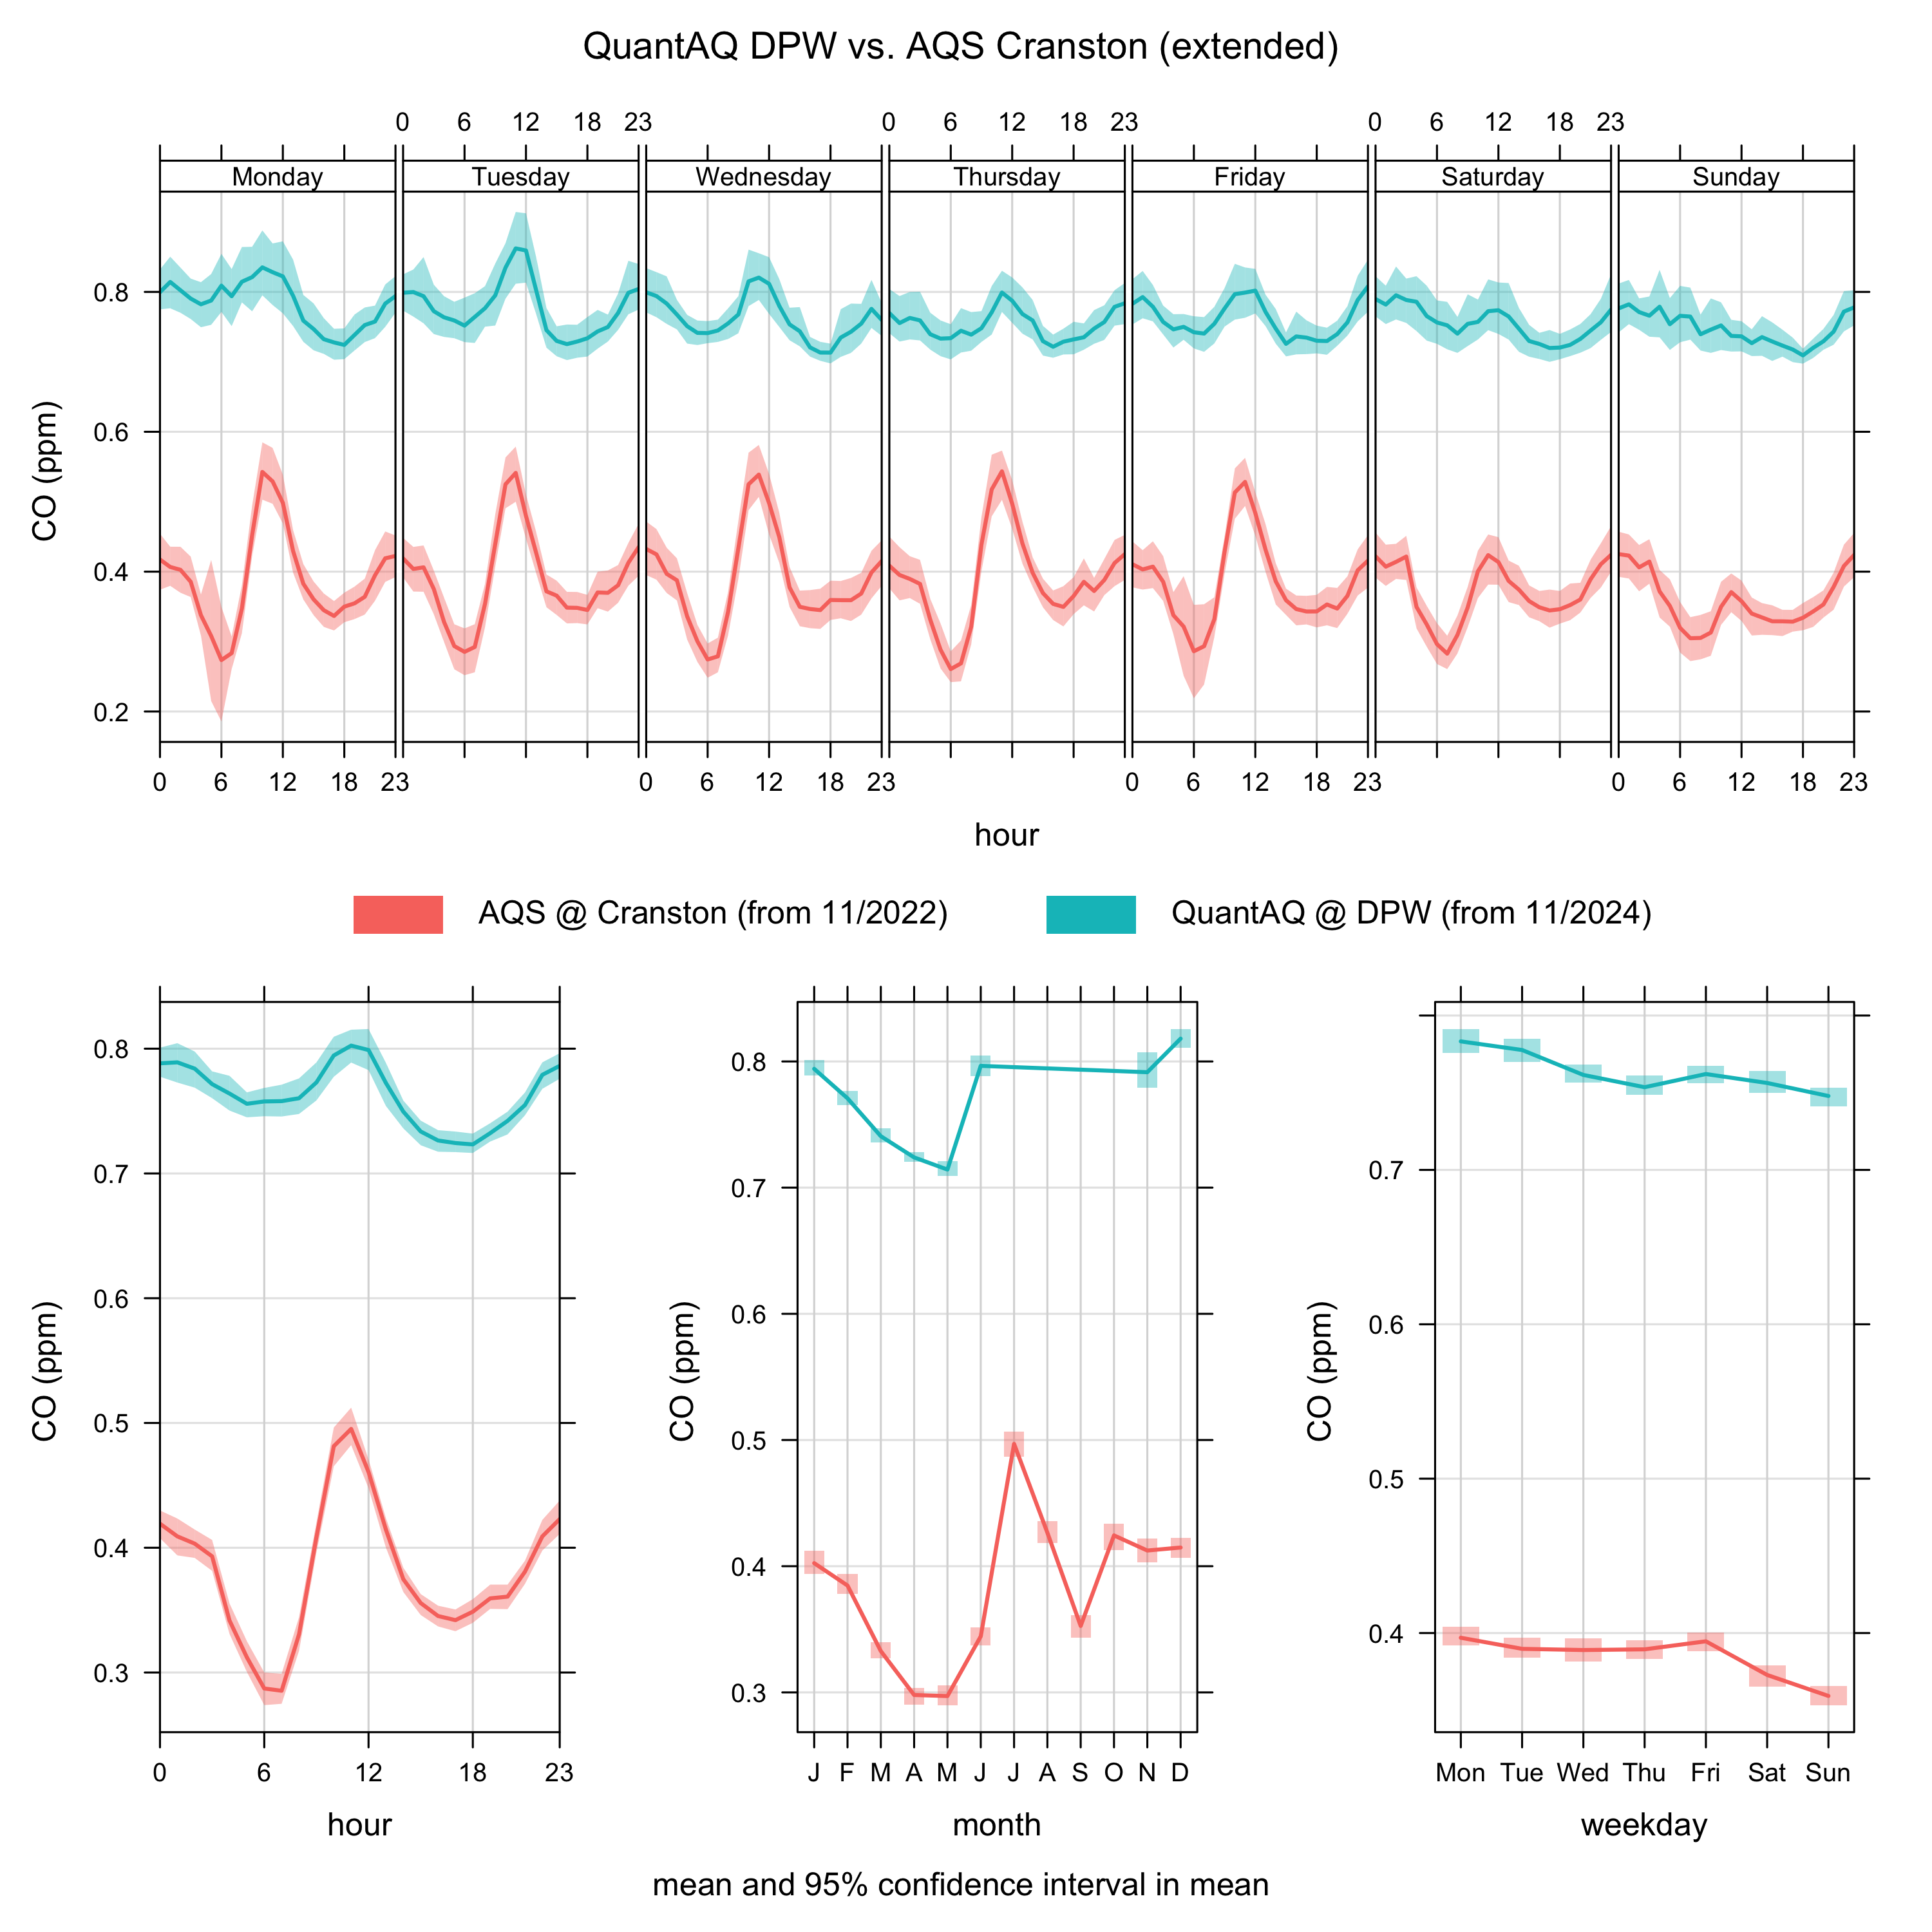 QuantAQ DPW vs. AQS Cranston (extended)
0 6 12 18 23 0 6 12 18 23 0 6 12 18 23
Monday Tuesday Wednesday Thursday Friday Saturday Sunday
CO (ppm)
0.8
0.6
0.4
0.2
0 6 12 18 23 0 6 12 18 23 0 6 12 18 23 0 6 12 18 23
hour
AQS @ Cranston (from 11/2022) QuantAQ @ DPW (from 11/2024)
CO (ppm)
0.8
0.7
0.6
0.5
0.4
0.3
0 6 12 18 23
hour
CO (ppm)
0.8
0.7
0.6
0.5
0.4
0.3
J F M A M J J A S O N D
month
CO (ppm)
0.7
0.6
0.5
0.4
Mon Tue Wed Thu Fri Sat Sun
weekday
mean and 95% confidence interval in mean